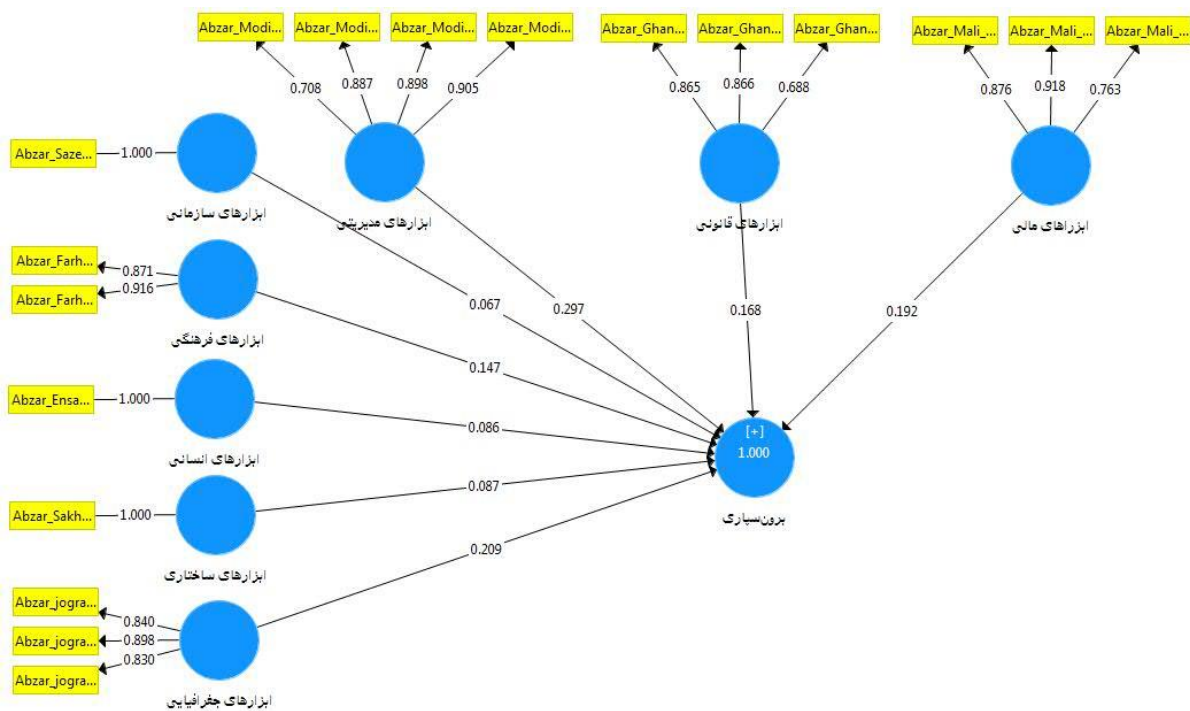 Abzar_Modi...
Abzar_Modi...
Abzar_Modi...
Abzar_Modi...
Abzar_Ghan...
Abzar_Ghan...
Abzar_Ghan...
Abzar_Mali_...
Abzar_Mali_...
Abzar_Mali_...
0.708
0.887
0.898
0.905
0.865
0.866
0.688
0.876
0.918
0.763
Abzar_Saze...
1.000
ابزارهای سازمانی
ابزارهای مدیریتی
ابزارهای قانونی
ابزراهای مالی
Abzar_Farh...
0.871
Abzar_Farh...
0.916
ابزارهای فرهنگی
0.067
0.297
0.168
0.192
0.147
Abzar_Ensa...
1.000
ابزارهای انسانی
0.086
[+]
1.000
برون‌سپاری
0.087
Abzar_Sakh...
1.000
ابزارهای ساختاری
0.209
Abzar_jogra...
0.840
Abzar_jogra...
0.898
Abzar_jogra...
0.830
ابزارهای جغرافیایی